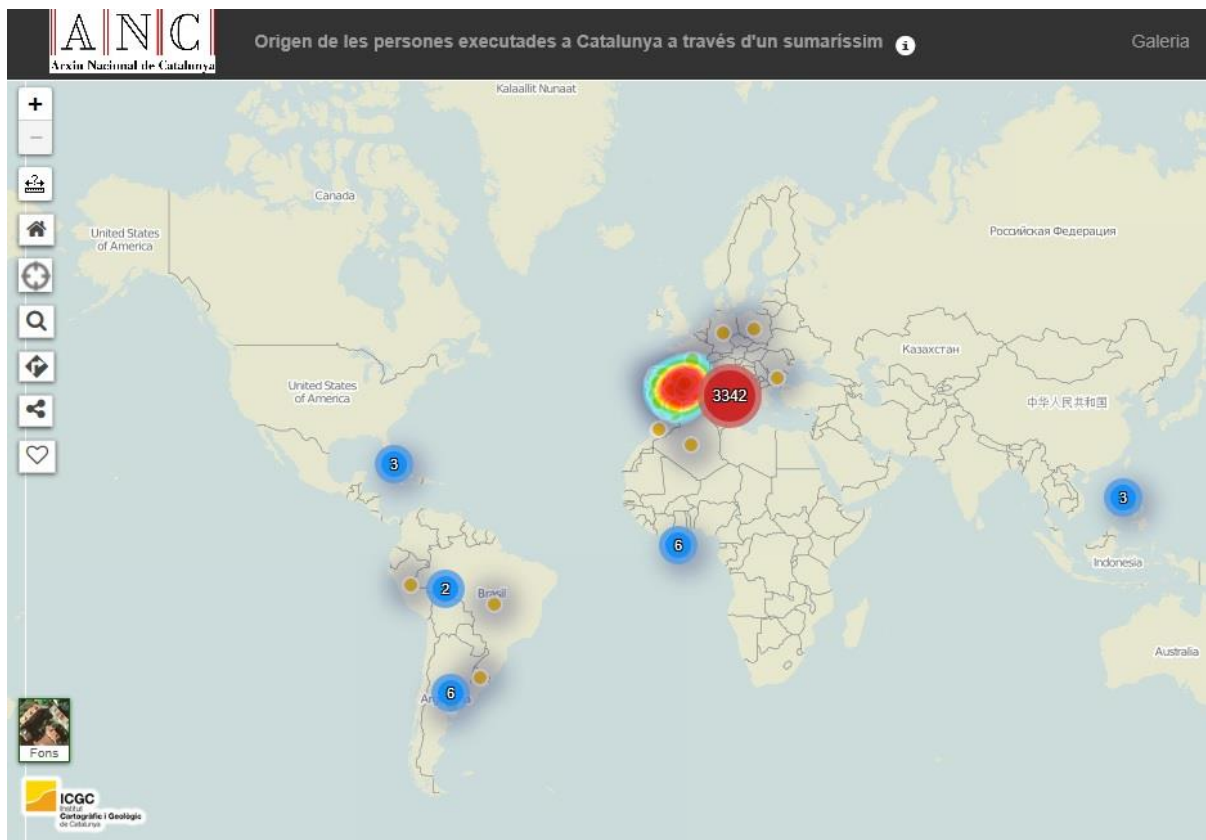 ANC
Arxiu Nacional de Catalunya
Origen de les persones executades a Catalunya a través d'un sumaríssim
i
Galeria
+
−
Kalaallit Nunaat
Canada
United States
of America
Российская Федерация
Казахстан
United States
of America
3342
中华人民共和国
3
3
6
Indonesia
2
Brasil
Australia
6
Fons
ICGC
Institut
Cartogràfic i Geològic
de Catalunya